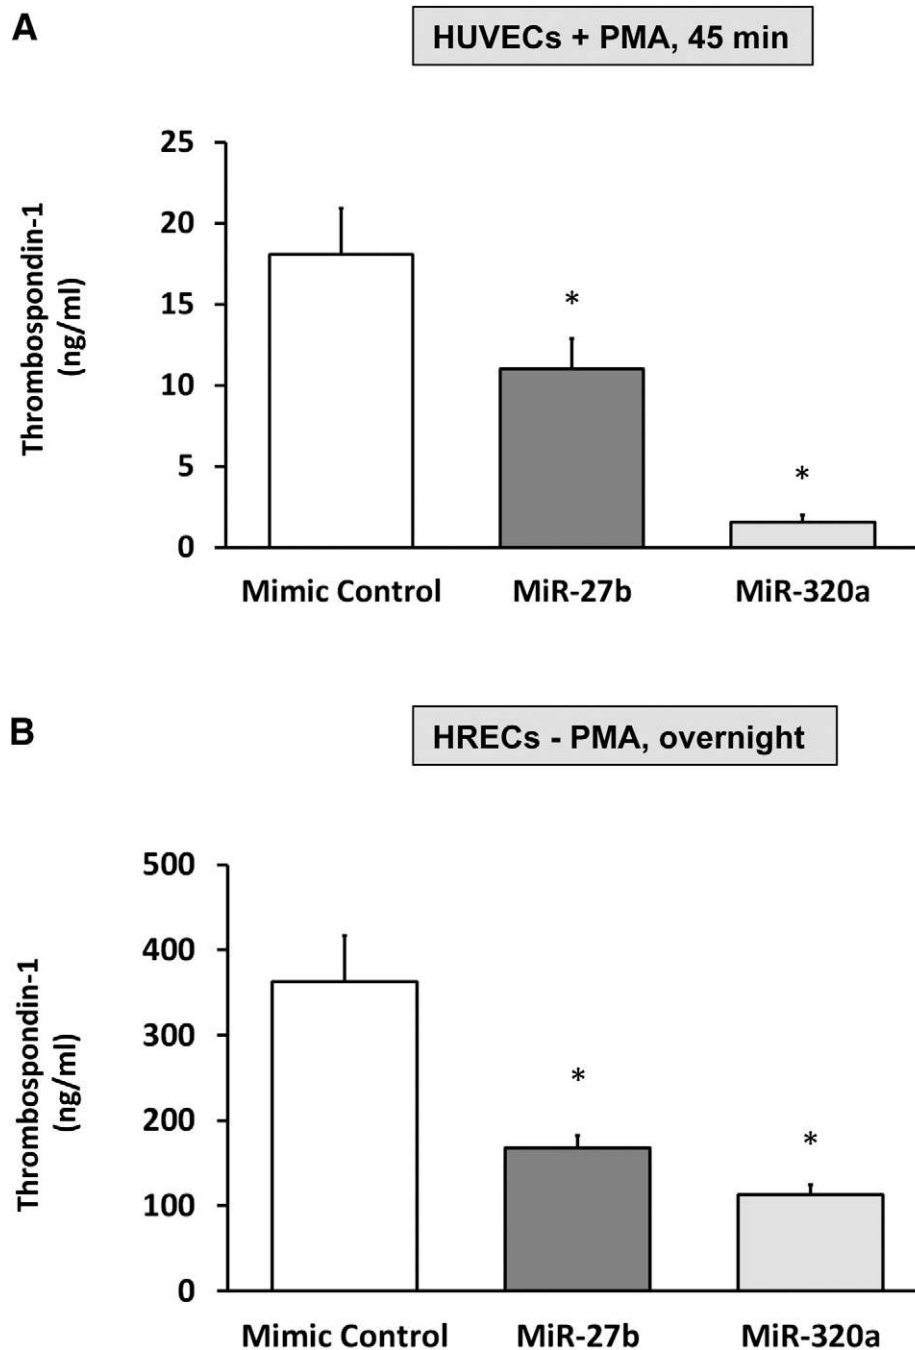 A
HUVECs + PMA, 45 min
Thrombospondin-1
(ng/ml)
25
20
15
10
5
0
*
*
Mimic Control
MiR-27b
MiR-320a
B
HRECs - PMA, overnight
Thrombospondin-1
(ng/ml)
500
400
300
200
100
0
*
*
Mimic Control
MiR-27b
MiR-320a